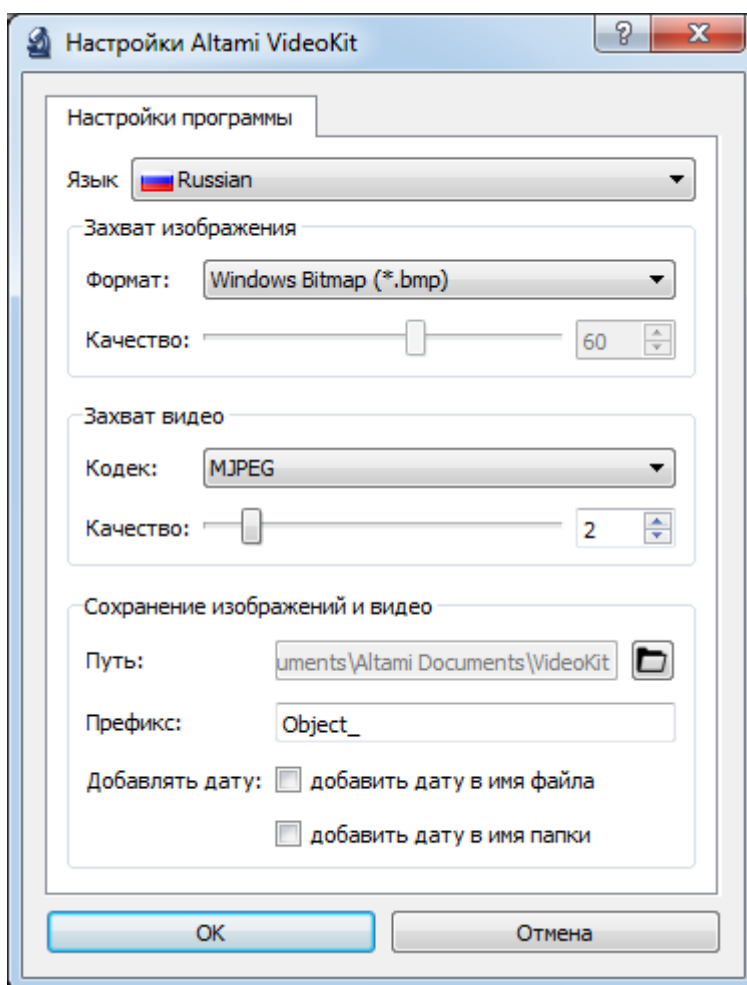 Настройки Altami VideoKit
Настройки программы
Язык Russian
Захват изображения
Формат: Windows Bitmap (*.bmp)
Качество: 60
Захват видео
Кодек: MJPEG
Качество: 2
Сохранение изображений и видео
Путь: uments\Altami Documents\VideoKit
Префикс: Object_
Добавлять дату: добавить дату в имя файла
добавить дату в имя папки
OK Отмена